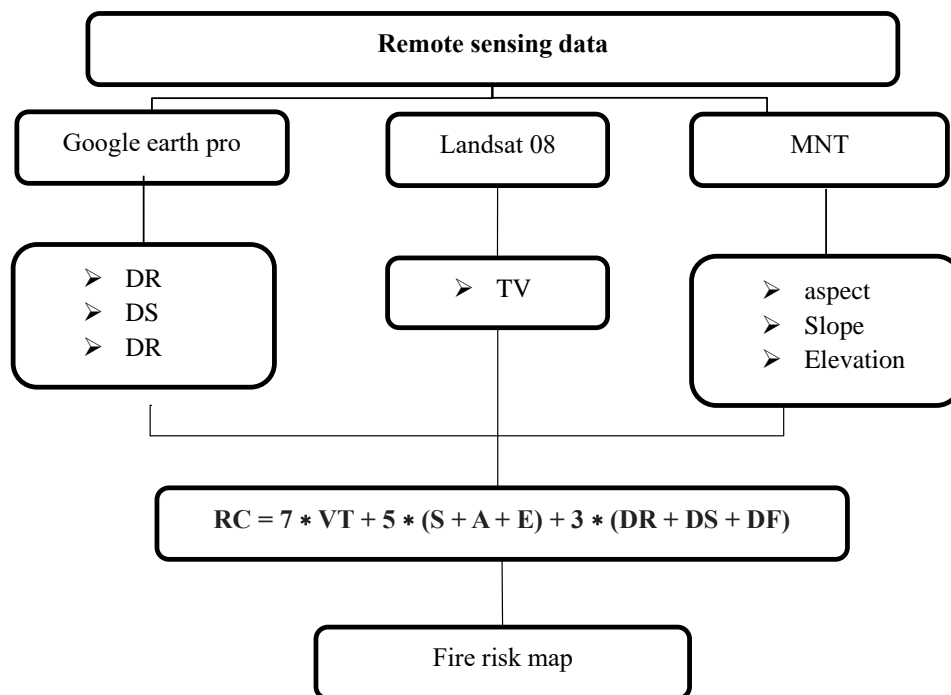 Remote sensing data
Google earth pro
Landsat 08
MNT
➢ DR
➢ DS
➢ DR
➢ TV
➢ aspect
➢ Slope
➢ Elevation
RC = 7 * VT + 5 * (S + A + E) + 3 * (DR + DS + DF)
Fire risk map